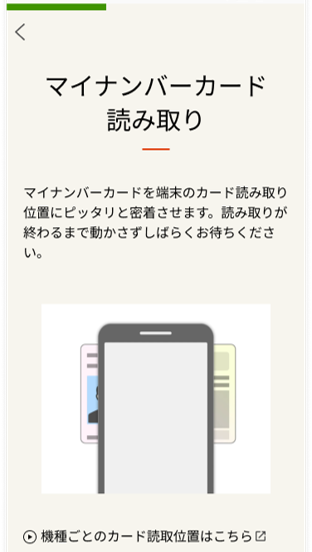 マイナンバーカード
読み取り
マイナンバーカードを端末のカード読み取り
位置にピッタリと密着させます。読み取りが
終わるまで動かさずしばらくお待ちくださ
い。
機種ごとのカード読取位置はこちら